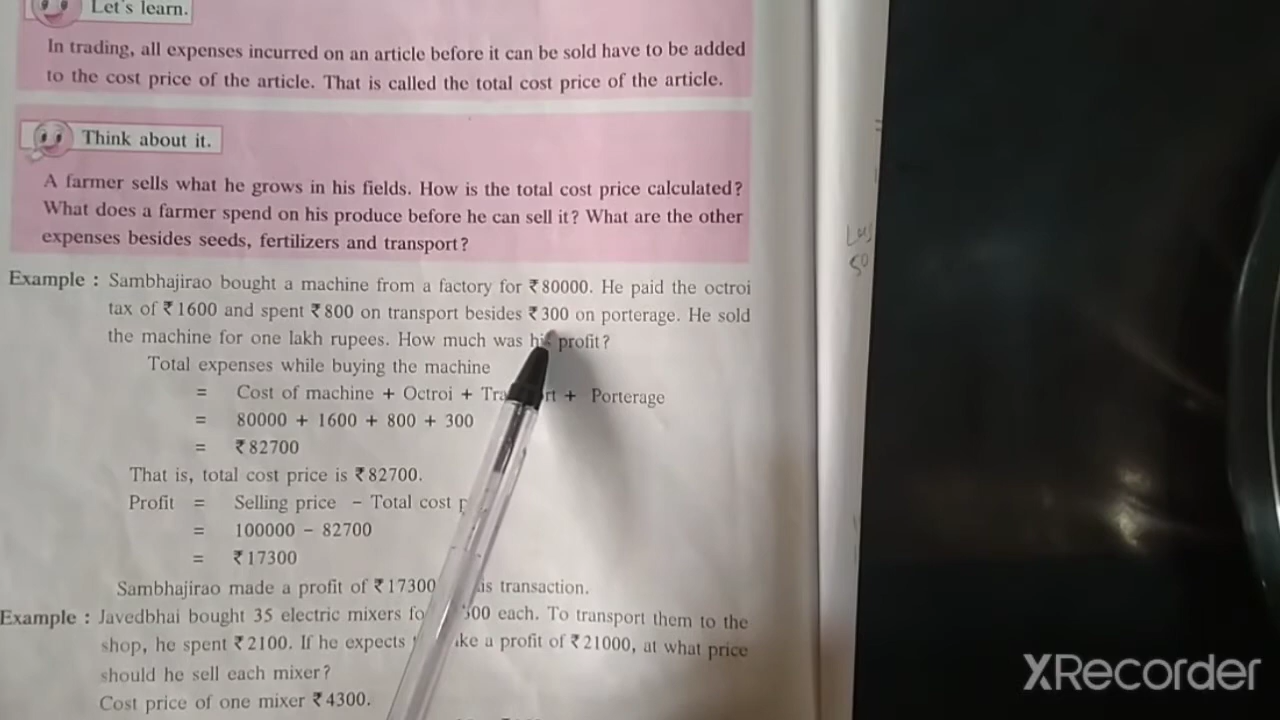 Let's learn.
In trading, all expenses incurred on an article before it can be sold have to be added
to the cost price of the article. That is called the total cost price of the article.
Think about it.
A farmer sells what he grows in his fields. How is the total cost price calculated?
What does a farmer spend on his produce before he can sell it? What are the other
expenses besides seeds, fertilizers and transport?
Example : Sambhajirao bought a machine from a factory for ₹80000. He paid the octroi
tax of ₹1600 and spent ₹800 on transport besides ₹300 on porterage. He sold
the machine for one lakh rupees. How much was his profit?
Total expenses while buying the machine
= Cost of machine + Octroi + + Porterage
= 80000 + 1600 + 800 + 300
= ₹82700
That is, total cost price is ₹82700.
Profit = Selling price – Total cost
= 100000 – 82700
= ₹17300
Sambhajirao made a profit of ₹17300 transaction.
Example : Javedbhai bought 35 electric mixers each. To transport them to the
shop, he spent ₹2100. If he expects a profit of ₹21000, at what price
should he sell each mixer?
Cost price of one mixer ₹4300.
XRecorder